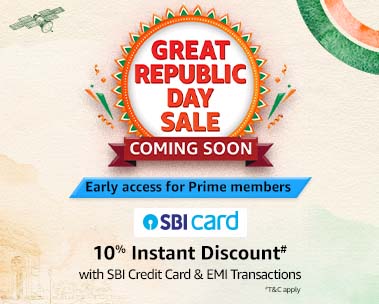 GREAT
REPUBLIC
DAY
SALE
COMING SOON
Early access for Prime members
SBI card
10% Instant Discount#
with SBI Credit Card & EMI Transactions
#T&C apply